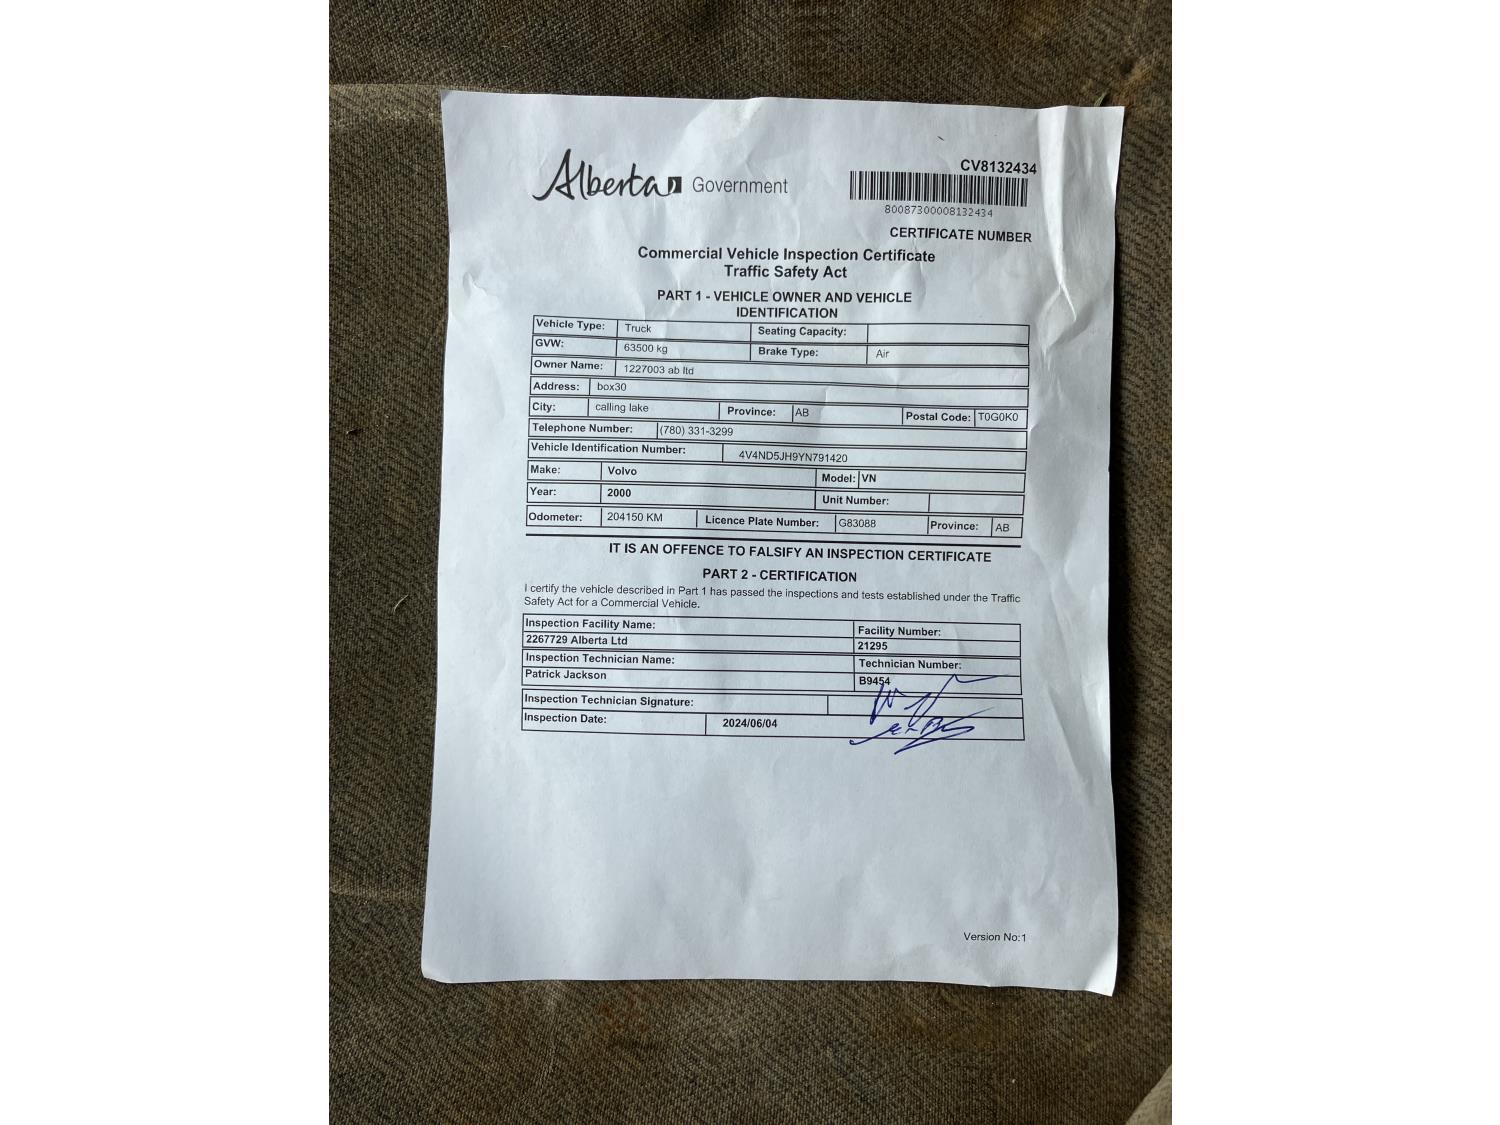 Alberta Government
CV8132434
80087300008132434
CERTIFICATE NUMBER
Commercial Vehicle Inspection Certificate
Traffic Safety Act
PART 1 - VEHICLE OWNER AND VEHICLE
IDENTIFICATION
Vehicle Type: Truck Seating Capacity:
GVW: 63500 kg Brake Type: Air
Owner Name: 1227003 ab ltd
Address: box30
City: calling lake Province: AB Postal Code: T0G0K0
Telephone Number: (780) 331-3299
Vehicle Identification Number: 4V4ND5JH9YN791420
Make: Volvo Model: VN
Year: 2000 Unit Number:
Odometer: 204150 KM Licence Plate Number: G83088 Province: AB
IT IS AN OFFENCE TO FALSIFY AN INSPECTION CERTIFICATE
PART 2 - CERTIFICATION
I certify the vehicle described in Part 1 has passed the inspections and tests established under the Traffic
Safety Act for a Commercial Vehicle.
Inspection Facility Name: Facility Number:
2267729 Alberta Ltd 21295
Inspection Technician Name: Technician Number:
Patrick Jackson B9454
Inspection Technician Signature:
Inspection Date: 2024/06/04
Version No:1